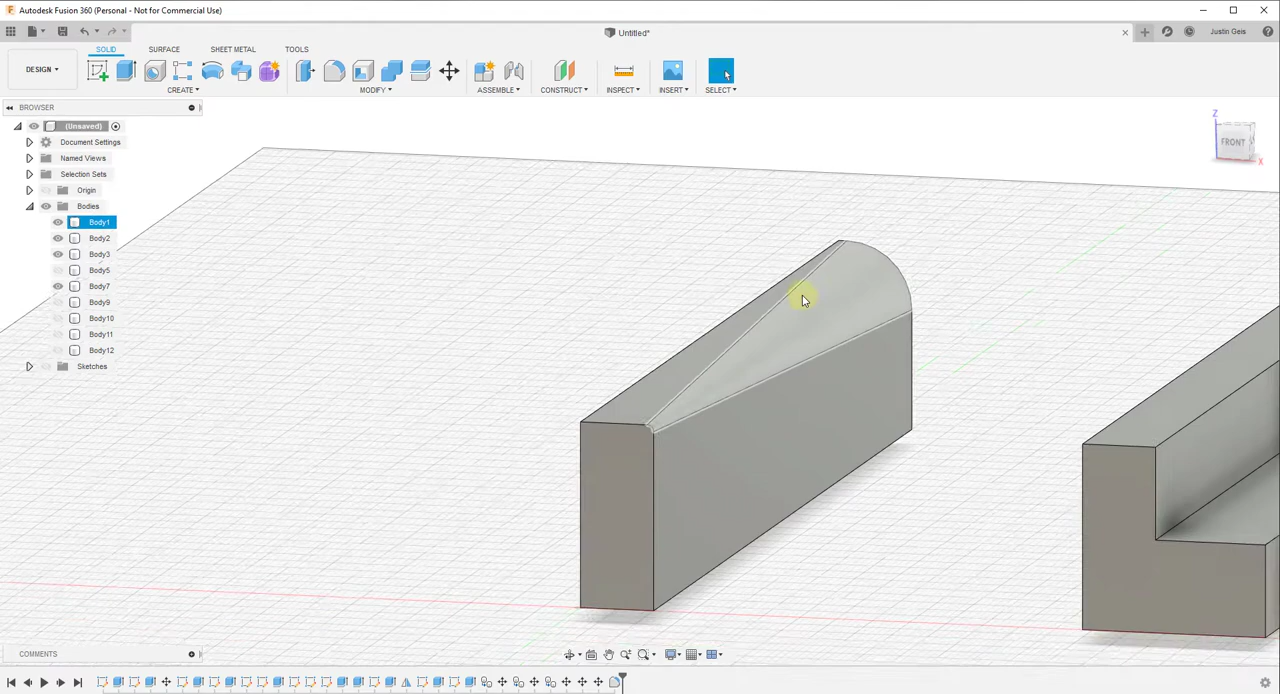 Autodesk Fusion 360 (Personal - Not for Commercial Use)
Untitled*
Justin Geis
DESIGN
SOLID SURFACE SHEET METAL TOOLS
CREATE MODIFY ASSEMBLE CONSTRUCT INSPECT INSERT SELECT
BROWSER
(Unsaved)
Document Settings
Named Views
Selection Sets
Origin
Bodies
Body1
Body2
Body3
Body5
Body7
Body9
Body10
Body11
Body12
Sketches
Z
FRONT
X
COMMENTS